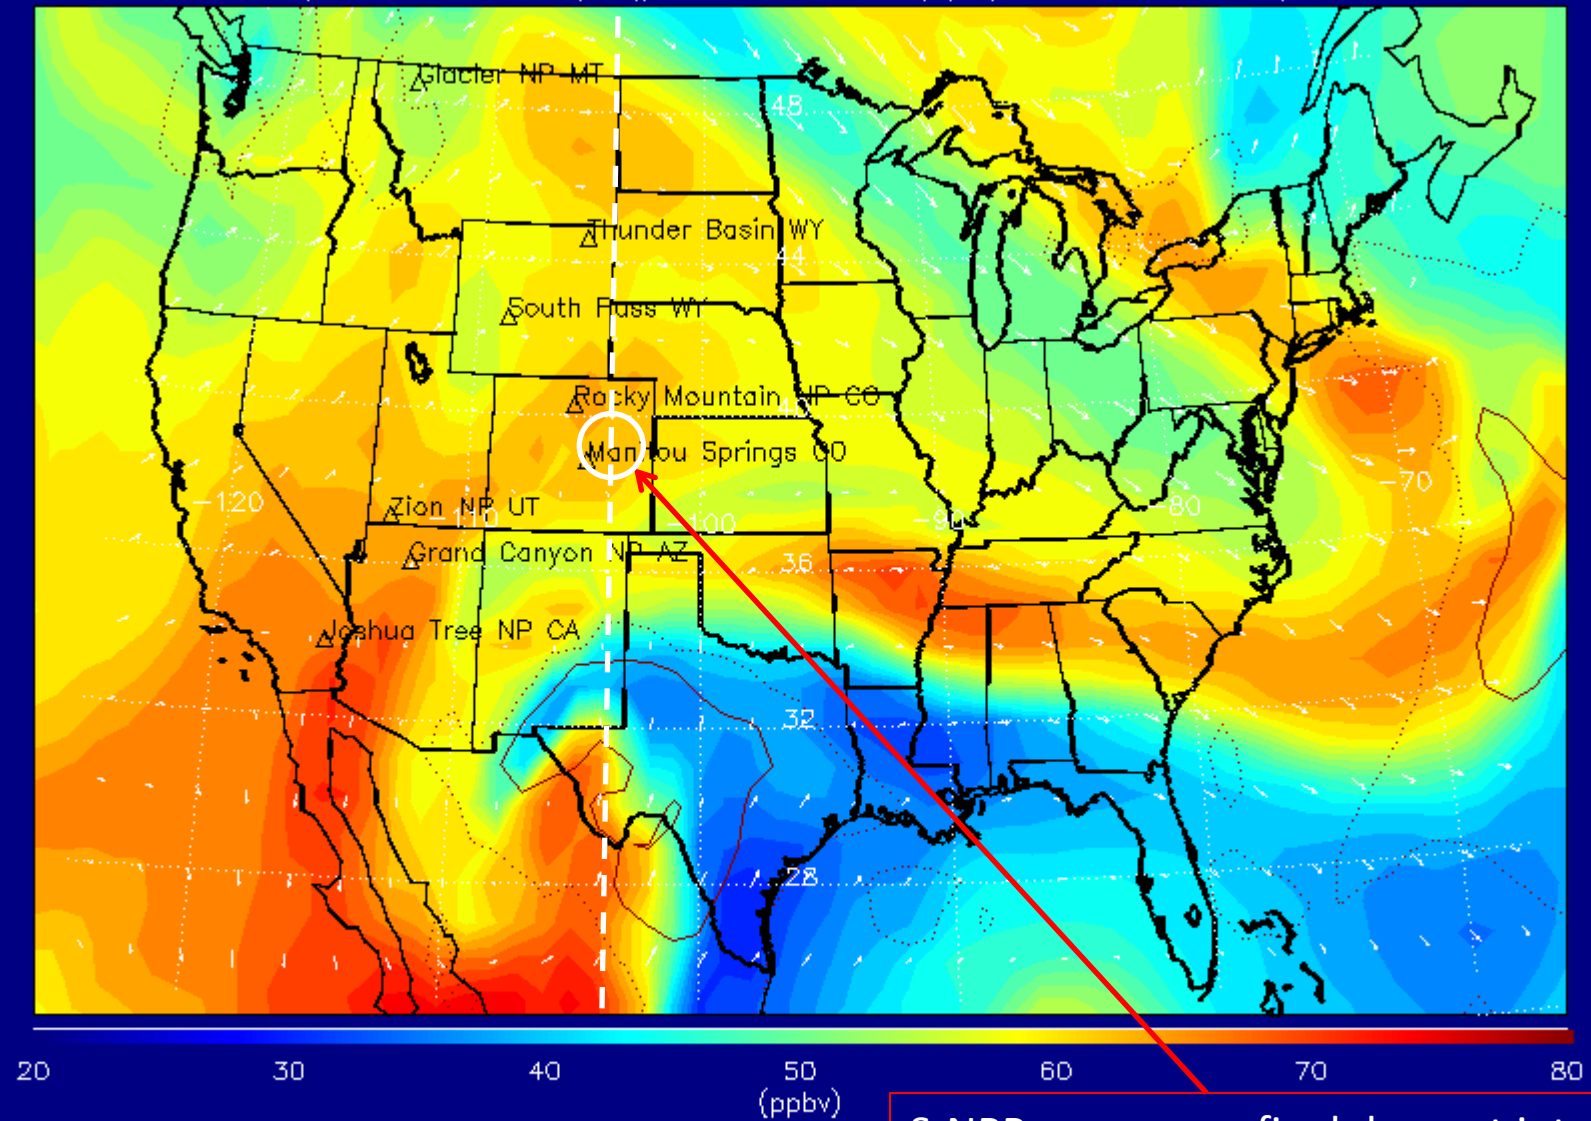 Glacier NP-MT
48
Thunder Basin WY
44
South Pass WY
Rocky Mountain NP CO
40
Manitou Springs CO
-70
-120
Zion NP UT
-110
-100
-90
-80
Grand Canyon NP AZ
36
Joshua Tree NP CA
32
28
20 30 40 50 60 70 80
(ppbv)